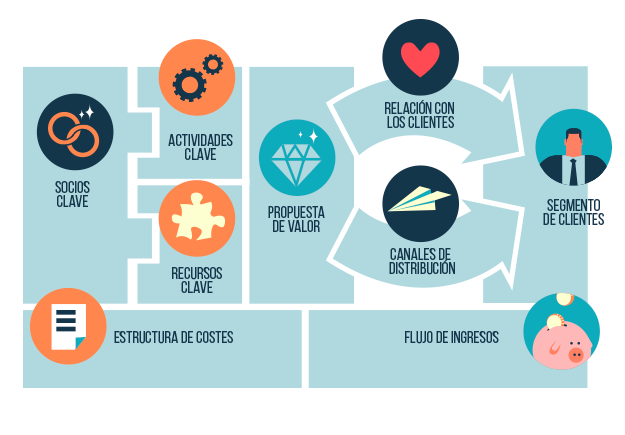 SOCIOS
CLAVE
ACTIVIDADES
CLAVE
RECURSOS
CLAVE
PROPUESTA
DE VALOR
RELACIÓN CON
LOS CLIENTES
CANALES DE
DISTRIBUCIÓN
SEGMENTO
DE CLIENTES
ESTRUCTURA DE COSTES
FLUJO DE INGRESOS